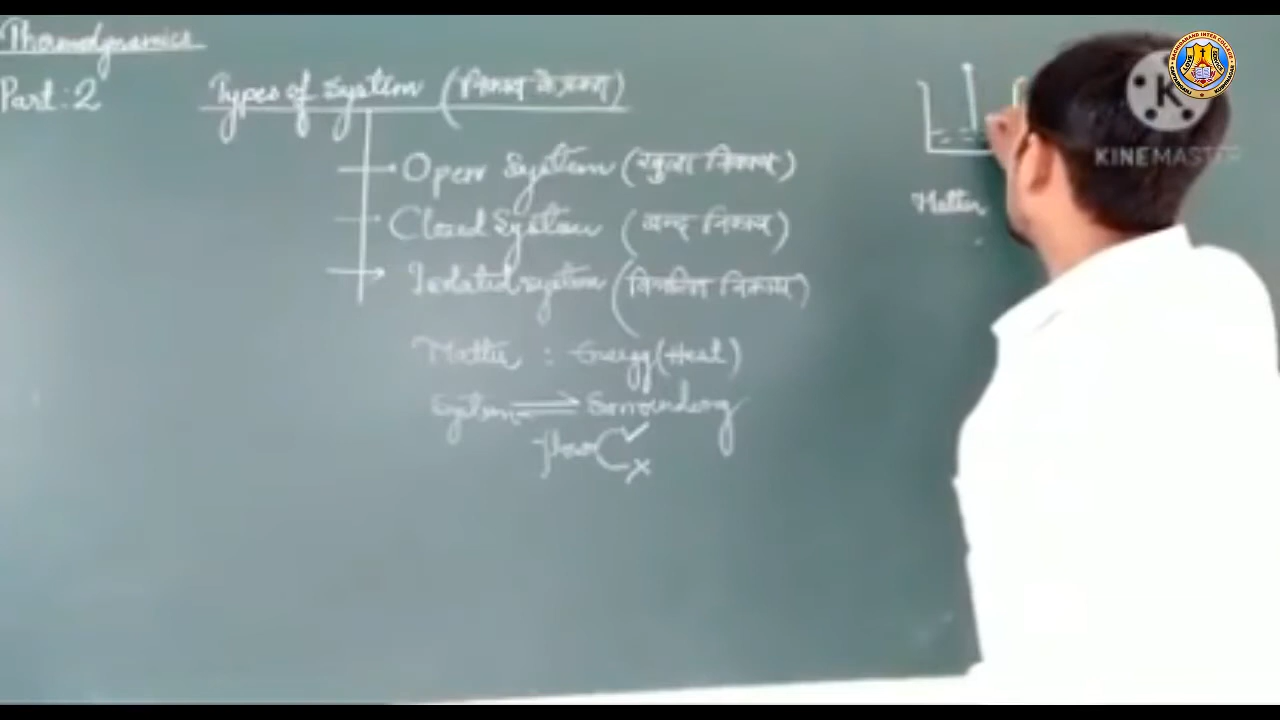 Thermodynamics
Part : 2
Types of System (निकाय के प्रकार)
Open System (खुला निकाय)
Closed System (बन्द निकाय)
Isolated system (विलगित निकाय)
Matter : Energy (Heat)
System ⇌ Surrounding
flow ✓
×
Matter
K
KINEMASTER